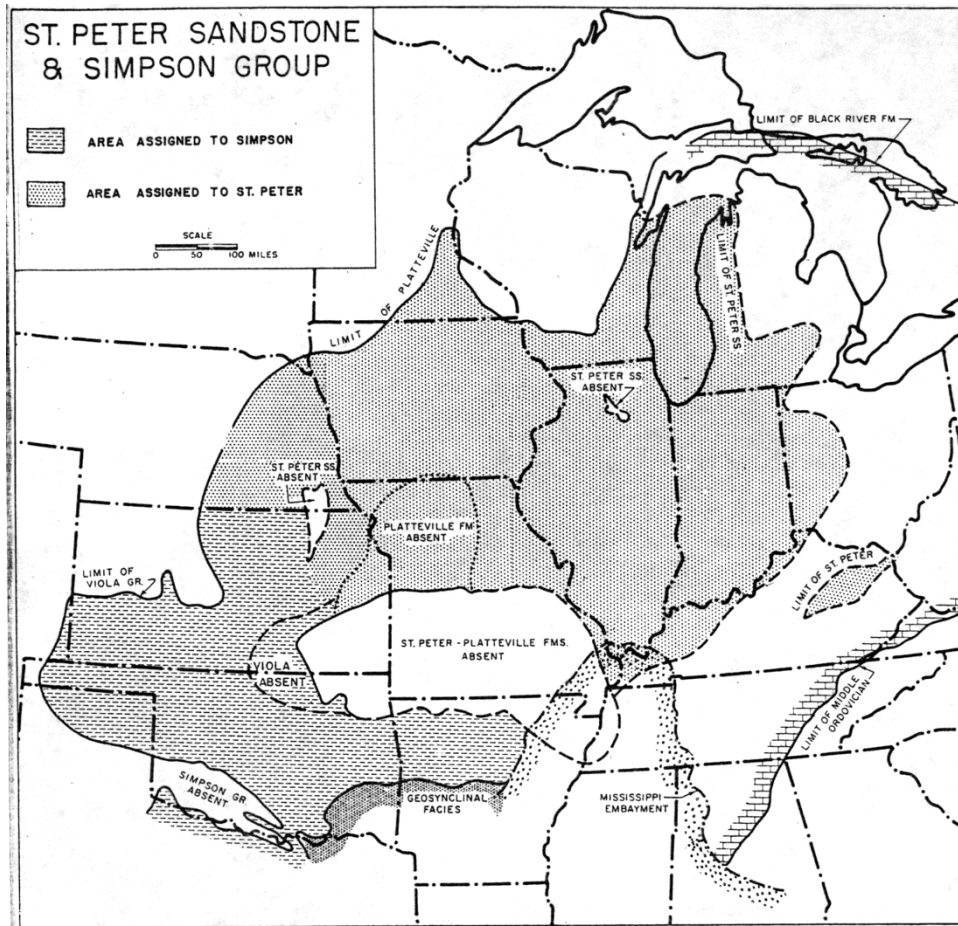 ST. PETER SANDSTONE
& SIMPSON GROUP
AREA ASSIGNED TO SIMPSON
AREA ASSIGNED TO ST. PETER
SCALE
0 50 100 MILES
LIMIT OF BLACK RIVER FM
LIMIT OF PLATTEVILLE
LIMIT OF ST. PETER SS.
ST. PETER SS.
ABSENT
ST. PETER SS.
ABSENT
PLATTEVILLE FM
ABSENT
LIMIT OF
VIOLA GR.
LIMIT OF ST. PETER
ST. PETER - PLATTEVILLE FMS.
ABSENT
VIOLA
ABSENT
LIMIT OF MIDDLE
ORDOVICIAN
SIMPSON GR.
ABSENT
GEOSYNCLINAL
FACIES
MISSISSIPPI
EMBAYMENT